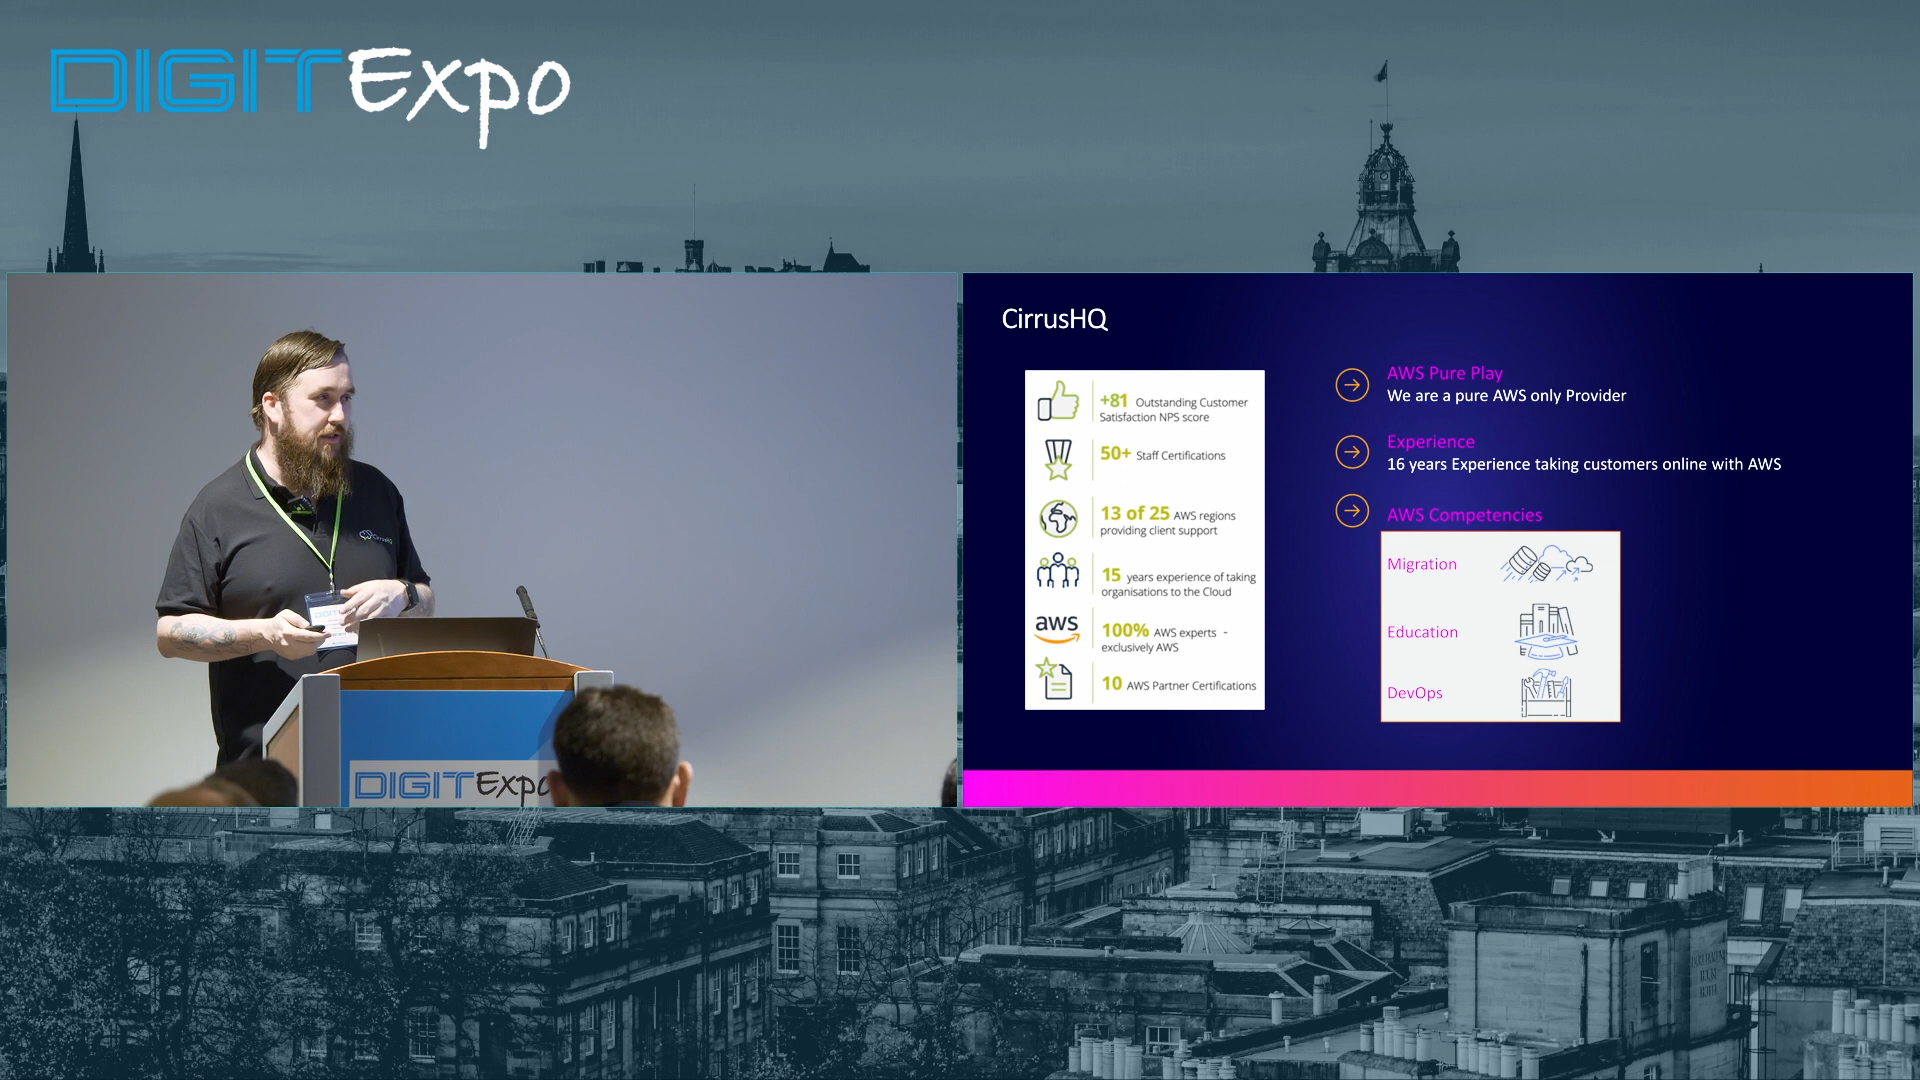 DIGITExpo
CirrusHQ
DIGITExpo
CirrusHQ
+81 Outstanding Customer
Satisfaction NPS score
50+ Staff Certifications
13 of 25 AWS regions
providing client support
15 years experience of taking
organisations to the Cloud
aws
100% AWS experts -
exclusively AWS
10 AWS Partner Certifications
AWS Pure Play
We are a pure AWS only Provider
Experience
16 years Experience taking customers online with AWS
AWS Competencies
Migration
Education
DevOps